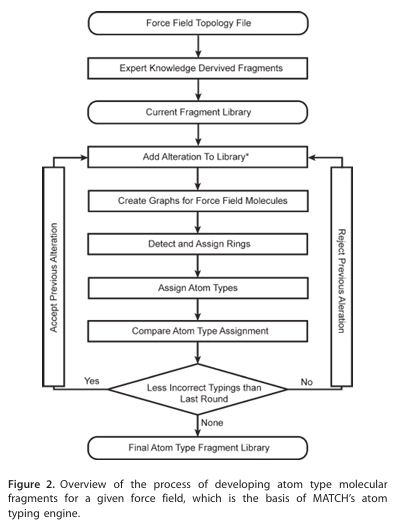 Force Field Topology File
Expert Knowledge Dervived Fragments
Current Fragment Library
Add Alteration To Library*
Create Graphs for Force Field Molecules
Detect and Assign Rings
Assign Atom Types
Compare Atom Type Assignment
Accept Previous Alteration
Reject Previous Aleration
Yes
Less Incorrect Typings than
Last Round
No
None
Final Atom Type Fragment Library
Figure 2. Overview of the process of developing atom type molecular
fragments for a given force field, which is the basis of MATCH's atom
typing engine.